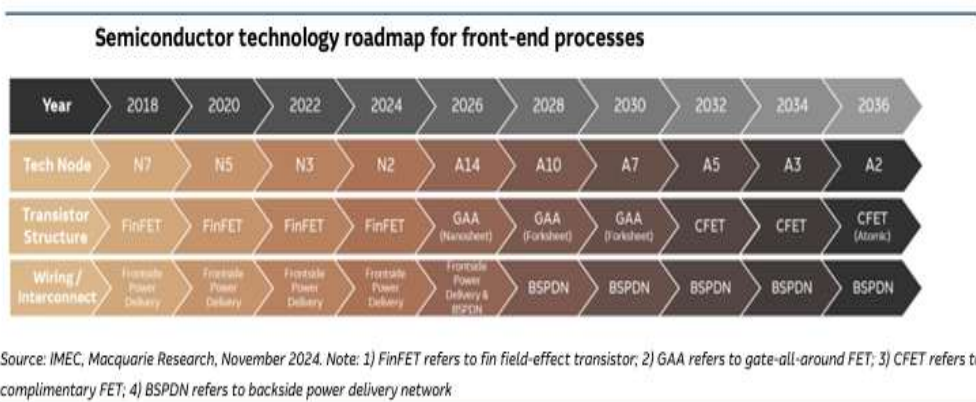 Semiconductor technology roadmap for front-end processes
Year 2018 2020 2022 2024 2026 2028 2030 2032 2034 2036
Tech Node N7 N5 N3 N2 A14 A10 A7 A5 A3 A2
Transistor Structure FinFET FinFET FinFET FinFET GAA (Nanosheet) GAA (Forksheet) GAA (Forksheet) CFET CFET CFET (Atomic)
Wiring / Interconnect Frontside Power Delivery Frontside Power Delivery Frontside Power Delivery Frontside Power Delivery Frontside Power Delivery & BSPDN BSPDN BSPDN BSPDN BSPDN BSPDN
Source: IMEC, Macquarie Research, November 2024. Note: 1) FinFET refers to fin field-effect transistor; 2) GAA refers to gate-all-around FET; 3) CFET refers to
complimentary FET; 4) BSPDN refers to backside power delivery network